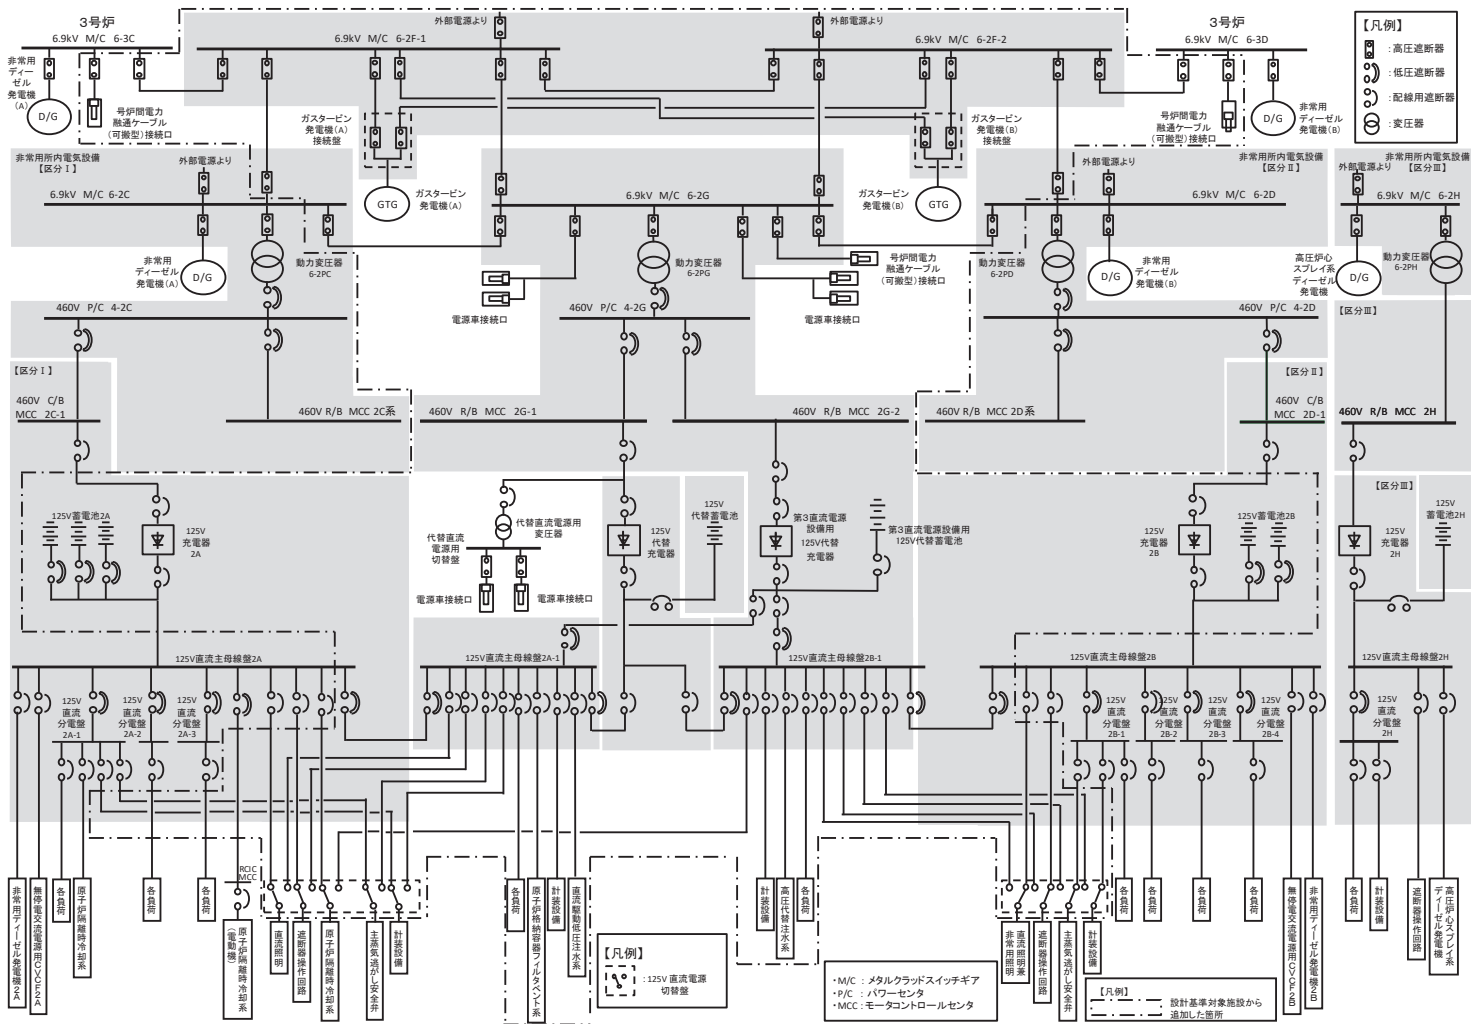 3号炉
6.9kV M/C 6-3C
非常用
ディー
ゼル
発電機
(A)
D/G
号炉間電力
融通ケーブル
(可搬型)接続口
外部電源より
6.9kV M/C 6-2F-1
外部電源より
6.9kV M/C 6-2F-2
3号炉
6.9kV M/C 6-3D
号炉間電力
融通ケーブル
(可搬型)接続口
D/G
非常用
ディーゼル
発電機(B)
【凡例】
:高圧遮断器
:低圧遮断器
:配線用遮断器
:変圧器
ガスタービン
発電機(A)
接続盤
GTG
ガスタービン
発電機(A)
ガスタービン
発電機(B)
接続盤
ガスタービン
発電機(B)
GTG
非常用所内電気設備
【区分Ⅰ】
外部電源より
6.9kV M/C 6-2C
非常用
ディーゼル
発電機(A)
D/G
動力変圧器
6-2PC
6.9kV M/C 6-2G
動力変圧器
6-2PG
電源車接続口
号炉間電力
融通ケーブル
(可搬型)接続口
電源車接続口
外部電源より
非常用所内電気設備
【区分Ⅱ】
6.9kV M/C 6-2D
動力変圧器
6-2PD
D/G
非常用
ディーゼル
発電機(B)
非常用所内電気設備
【区分Ⅲ】
外部電源より
6.9kV M/C 6-2H
高圧炉心
スプレイ系
ディーゼル
発電機
D/G
動力変圧器
6-2PH
460V P/C 4-2C
460V P/C 4-2G
460V P/C 4-2D
【区分Ⅲ】
【区分Ⅰ】
【区分Ⅱ】
460V C/B
MCC 2C-1
460V R/B MCC 2C系
460V R/B MCC 2G-1
460V R/B MCC 2G-2
460V R/B MCC 2D系
460V C/B
MCC 2D-1
460V R/B MCC 2H
125V蓄電池2A
125V
充電器
2A
代替直流電源用
変圧器
代替直流
電源用
切替盤
電源車接続口
電源車接続口
125V
代替
充電器
125V
代替蓄電池
第3直流電源
設備用
125V代替
充電器
第3直流電源設備用
125V代替蓄電池
125V
充電器
2B
125V蓄電池2B
【区分Ⅲ】
125V
充電器
2H
125V
蓄電池2H
125V直流主母線盤2A
125V直流主母線盤2A-1
125V直流主母線盤2B-1
125V直流主母線盤2B
125V直流主母線盤2H
125V
直流
分電盤
2A-1
125V
直流
分電盤
2A-2
125V
直流
分電盤
2A-3
125V
直流
分電盤
2B-1
125V
直流
分電盤
2B-2
125V
直流
分電盤
2B-3
125V
直流
分電盤
2B-4
125V
直流
分電盤
2H
RCIC
MCC
非常用ディーゼル発電機2A
無停電交流電源用CVCF2A
各負荷
原子炉隔離時冷却系
各負荷
各負荷
原子炉隔離時冷却系
(電動機)
直流照明
遮断器操作回路
原子炉隔離時冷却系
主蒸気逃がし安全弁
計装設備
各負荷
原子炉格納容器フィルタベント系
計装設備
直流駆動低圧注水系
【凡例】
:125V 直流電源
切替盤
計装設備
高圧代替注水系
各負荷
直流照明兼
非常用照明
遮断器操作回路
主蒸気逃がし安全弁
計装設備
各負荷
各負荷
各負荷
各負荷
無停電交流電源用CVCF2B
非常用ディーゼル発電機2B
各負荷
計装設備
遮断器操作回路
高圧炉心スプレイ系
ディーゼル発電機
・M/C : メタルクラッドスイッチギア
・P/C : パワーセンタ
・MCC : モータコントロールセンタ
【凡例】
設計基準対象施設から
追加した箇所